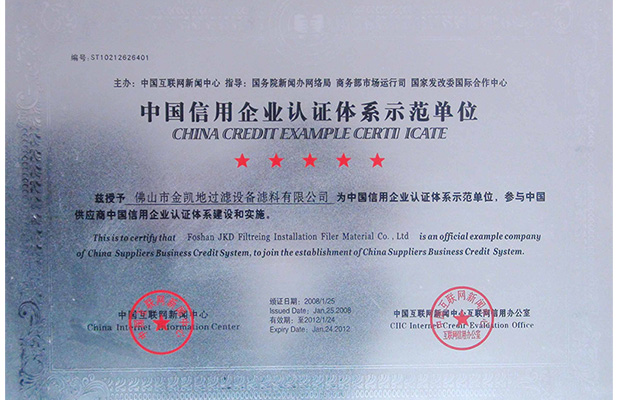 编号:ST10212626401
主办:中国互联网新闻中心 指导:国务院新闻办网络局 商务部市场运行司 国家发改委国际合作中心
中国信用企业认证体系示范单位
CHINA CREDIT EXAMPLE CERTI ICATE
兹授予 佛山市金凯地过滤设备滤料有限公司 为中国信用企业认证体系示范单位,参与中国
供应商中国信用企业认证体系建设和实施。
This is to certify that Foshan JKD Filtreing Installation Filer Material Co., Ltd is an official example company
of China Suppliers Business Credit System, to join the establishment of China Suppliers Business Credit System.
中国互联网新闻中心
China Internet Information Center
颁证日期:2008/1/25
Issued Date:Jan,25.2008
有效期:至2012/1/24
Expiry Date:Jan,24.2012
中国互联网新闻中心互联网信用办公室
CIIC Internet Credit Evaluation Office
互联网信用办公室